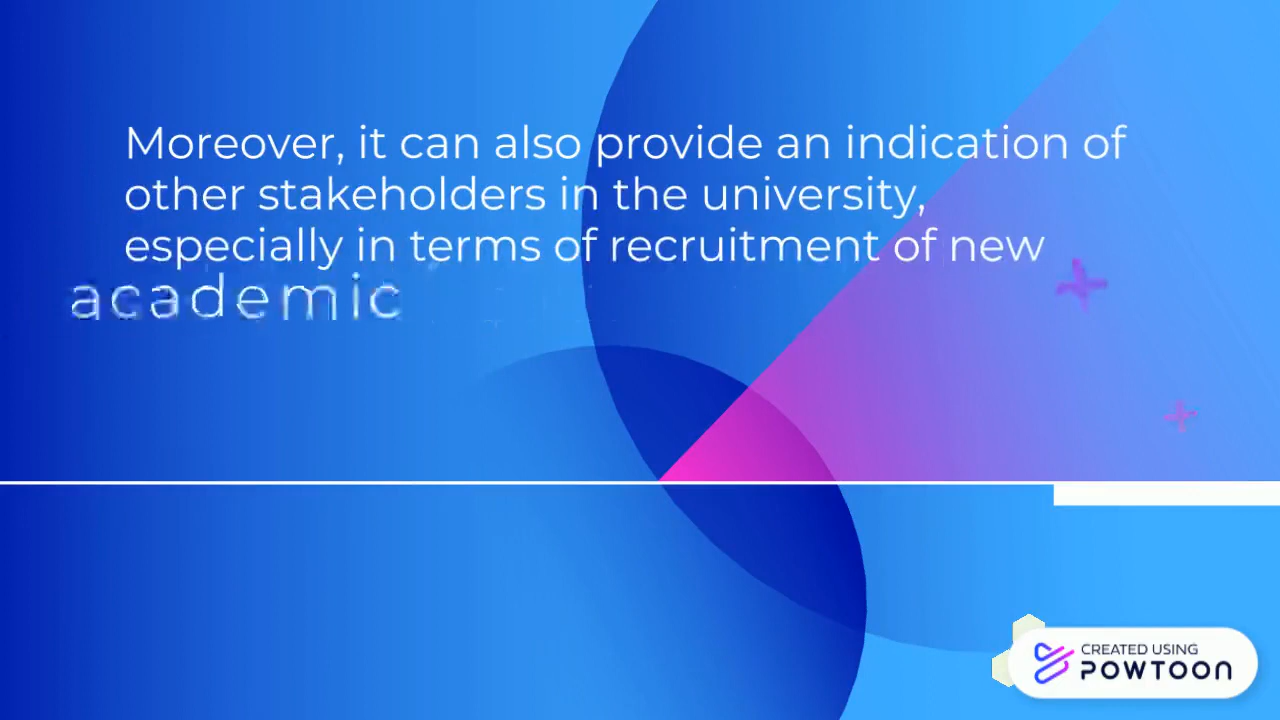 Moreover, it can also provide an indication of
other stakeholders in the university,
especially in terms of recruitment of new
academic
CREATED USING
POWTOON